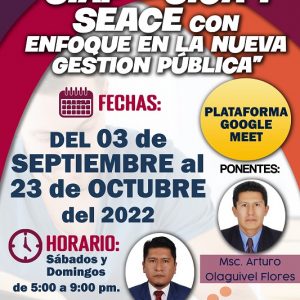 SEACE CON
ENFOQUE EN LA NUEVA
GESTION PÚBLICA"
FECHAS:
DEL 03 de
SEPTIEMBRE al
23 de OCTUBRE
del 2022
PLATAFORMA
GOOGLE
MEET
PONENTES:
Msc. Arturo
Olaguivel Flores
HORARIO:
Sábados y
Domingos
de 5:00 a 9:00 pm.